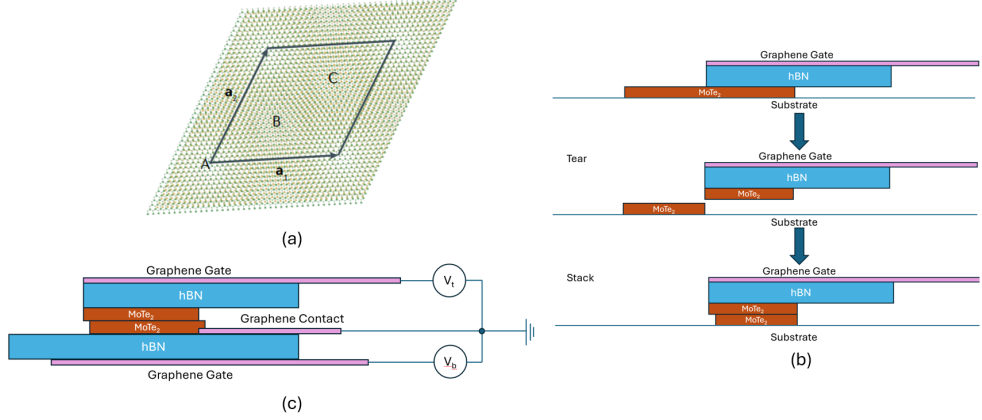 A
B
C
a₂
a₁
(a)
Graphene Gate
hBN
MoTe₂
Substrate
Tear
Graphene Gate
hBN
MoTe₂
MoTe₂
Substrate
Stack
Graphene Gate
hBN
MoTe₂
MoTe₂
Substrate
(b)
Graphene Gate
Vₜ
hBN
MoTe₂
Graphene Contact
MoTe₂
hBN
V_b
Graphene Gate
(c)